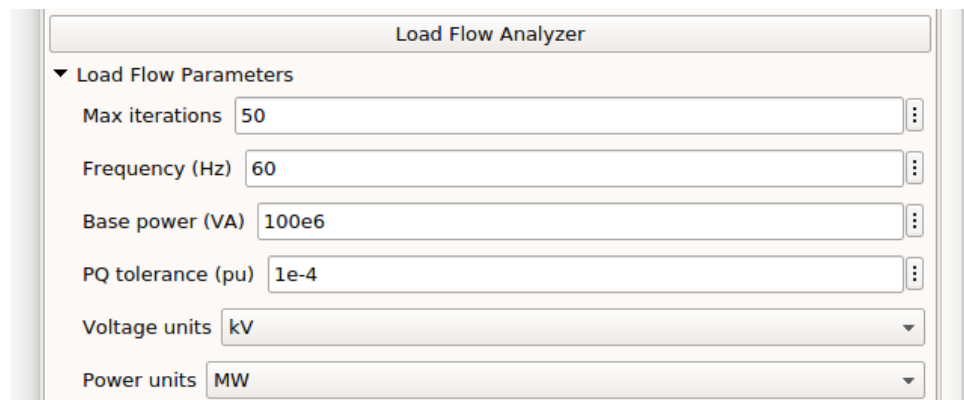 Load Flow Analyzer
Load Flow Parameters
Max iterations 50
Frequency (Hz) 60
Base power (VA) 100e6
PQ tolerance (pu) 1e-4
Voltage units kV
Power units MW